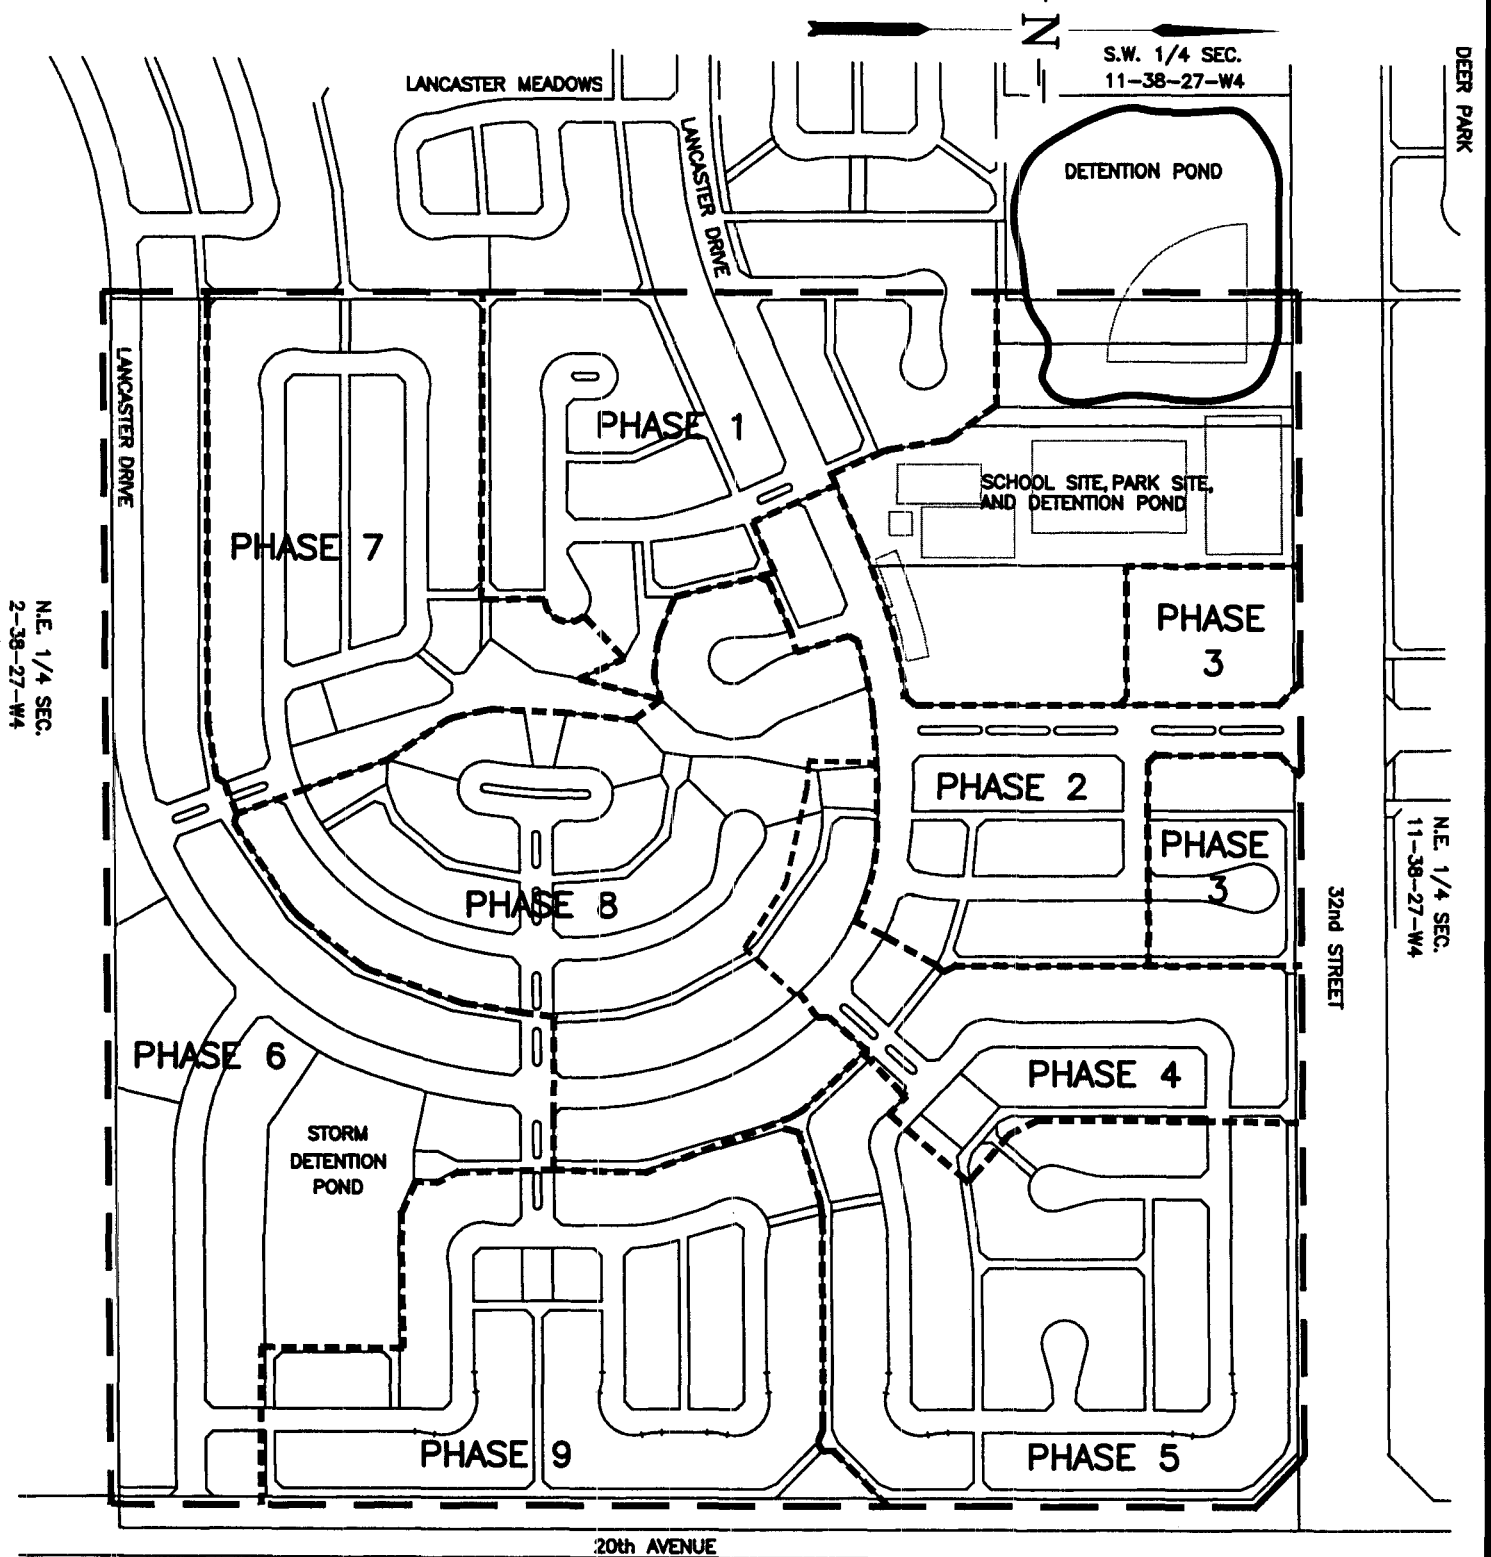 N
S.W. 1/4 SEC.
11-38-27-W4
DEER PARK
LANCASTER MEADOWS
LANCASTER DRIVE
DETENTION POND
LANCASTER DRIVE
PHASE 1
SCHOOL SITE, PARK SITE,
AND DETENTION POND
PHASE 7
PHASE
3
N.E. 1/4 SEC.
2-38-27-W4
PHASE 2
PHASE
3
N.E. 1/4 SEC.
11-38-27-W4
32nd STREET
PHASE 8
PHASE 6
PHASE 4
STORM
DETENTION
POND
PHASE 9
PHASE 5
20th AVENUE